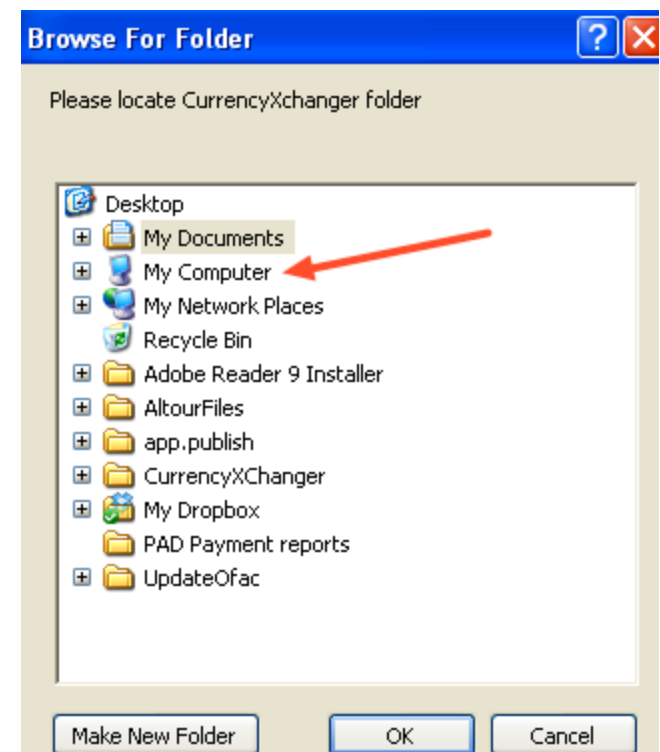 Browse For Folder
Please locate CurrencyXchanger folder
Desktop
My Documents
My Computer
My Network Places
Recycle Bin
Adobe Reader 9 Installer
AltourFiles
app.publish
CurrencyXChanger
My Dropbox
PAD Payment reports
UpdateOfac
Make New Folder OK Cancel